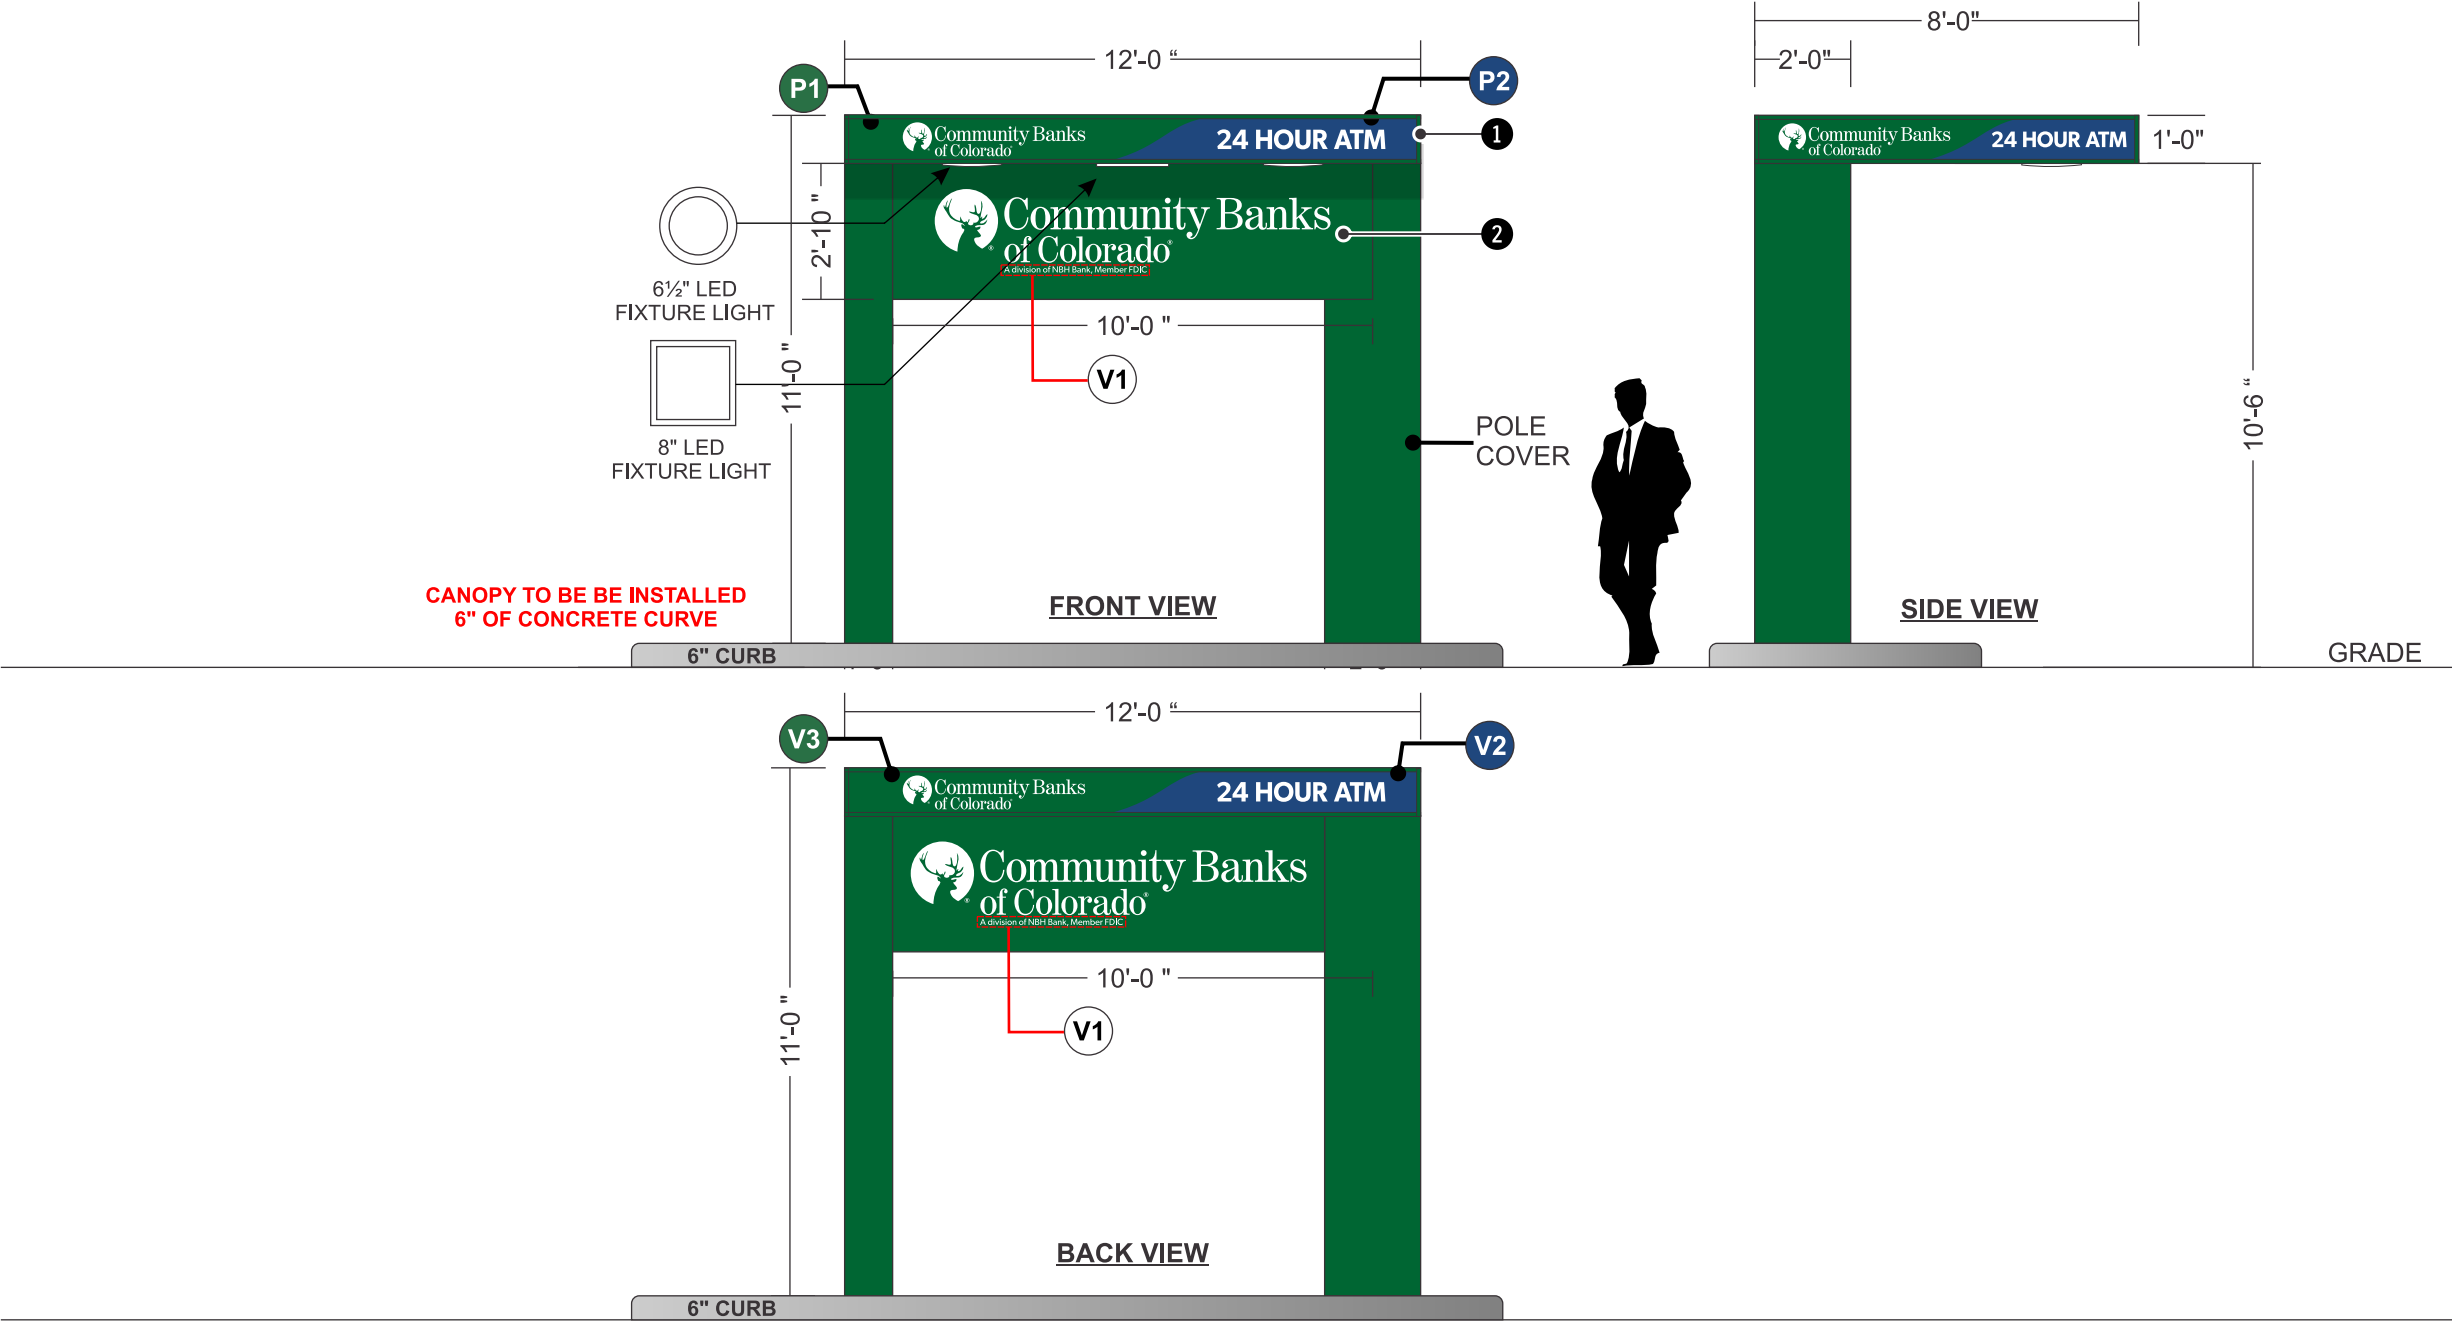 8'-0"
12'-0 “
2'-0"
P1
P2
Community Banks
of Colorado
24 HOUR ATM
1
Community Banks
of Colorado
24 HOUR ATM
1'-0"
2'-10 "
Community Banks
of Colorado®
A division of NBH Bank, Member FDIC
2
6½" LED
FIXTURE LIGHT
10'-0 "
11'-0 "
V1
8" LED
FIXTURE LIGHT
POLE
COVER
10'-6 “
CANOPY TO BE BE INSTALLED
6" OF CONCRETE CURVE
FRONT VIEW
SIDE VIEW
6" CURB
GRADE
12'-0 “
V3
V2
Community Banks
of Colorado
24 HOUR ATM
Community Banks
of Colorado®
A division of NBH Bank, Member FDIC
10'-0 "
11'-0 "
V1
BACK VIEW
6" CURB